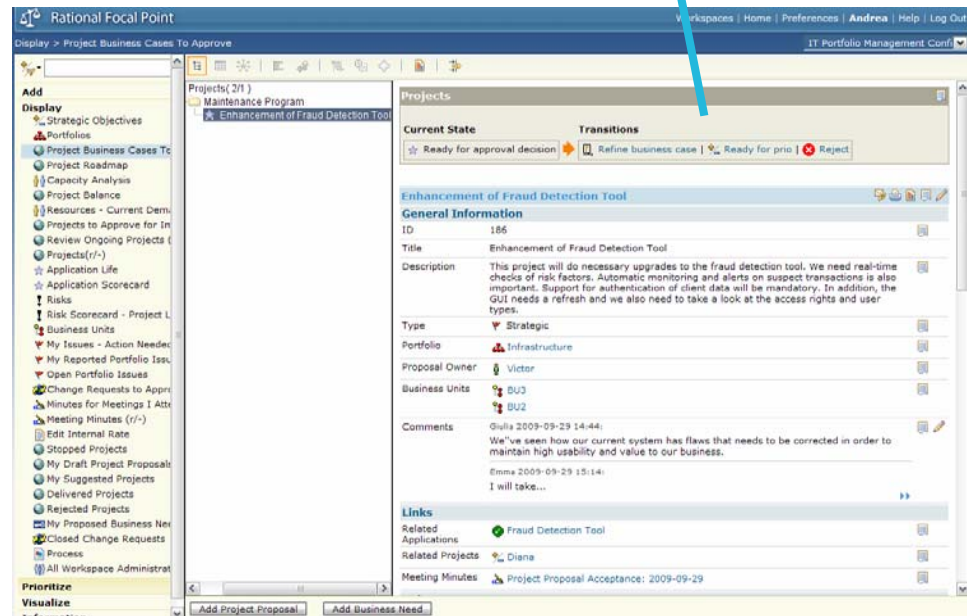 Rational Focal Point
Workspaces | Home | Preferences | Andrea | Help | Log Out
Display > Project Business Cases To Approve
IT Portfolio Management Confi
Add
Display
Strategic Objectives
Portfolios
Project Business Cases To
Project Roadmap
Capacity Analysis
Project Balance
Resources - Current Dem
Projects to Approve for Im
Review Ongoing Projects (
Projects(r/-)
Application Life
Application Scorecard
Risks
Risk Scorecard - Project L
Business Units
My Issues - Action Needed
My Reported Portfolio Issu
Open Portfolio Issues
Change Requests to Appro
Minutes for Meetings I Atte
Meeting Minutes (r/-)
Edit Internal Rate
Stopped Projects
My Draft Project Proposals
My Suggested Projects
Delivered Projects
Rejected Projects
My Proposed Business Nee
Closed Change Requests
Process
All Workspace Administrat
Prioritize
Visualize
Projects( 2/1 )
Maintenance Program
Enhancement of Fraud Detection Tool
Projects
Current State Transitions
Ready for approval decision Refine business case | Ready for prio | Reject
Enhancement of Fraud Detection Tool
General Information
ID 186
Title Enhancement of Fraud Detection Tool
Description This project will do necessary upgrades to the fraud detection tool. We need real-time
checks of risk factors. Automatic monitoring and alerts on suspect transactions is also
important. Support for authentication of client data will be mandatory. In addition, the
GUI needs a refresh and we also need to take a look at the access rights and user
types.
Type Strategic
Portfolio Infrastructure
Proposal Owner Victor
Business Units BU3
BU2
Comments Giulia 2009-09-29 14:44:
We"ve seen how our current system has flaws that needs to be corrected in order to
maintain high usability and value to our business.
Emma 2009-09-29 15:14:
I will take...
Links
Related
Applications Fraud Detection Tool
Related Projects Diana
Meeting Minutes Project Proposal Acceptance: 2009-09-29
Add Project Proposal Add Business Need